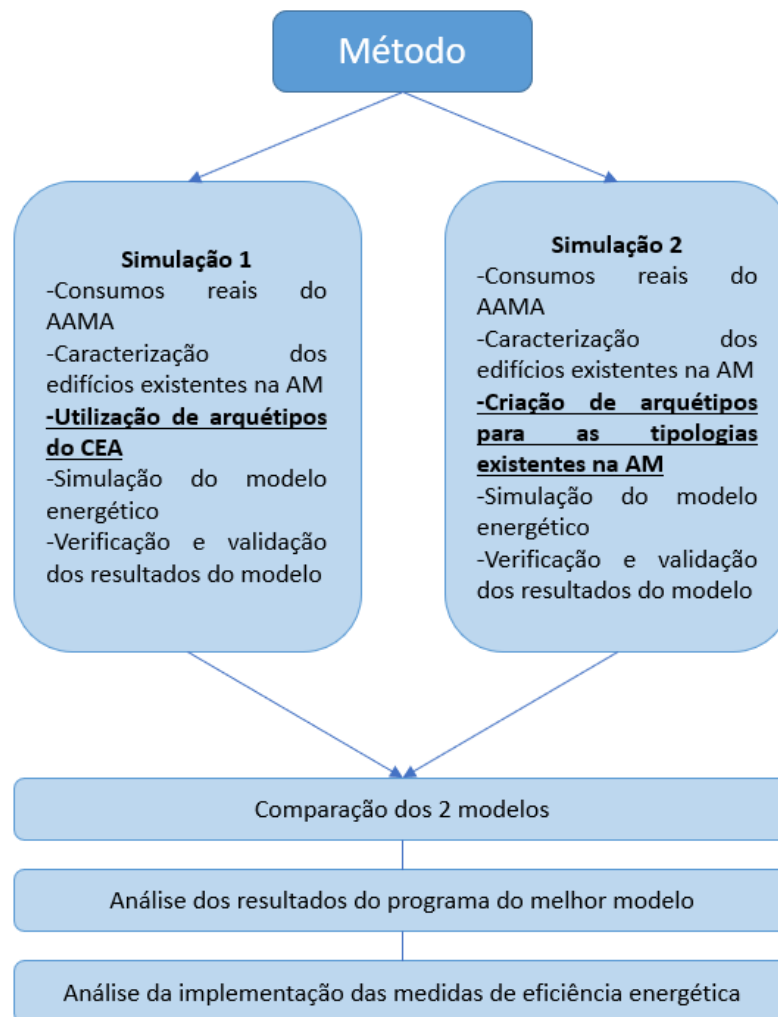 Método
Simulação 1
-Consumos reais do
AAMA
-Caracterização dos
edifícios existentes na AM
-Utilização de arquétipos
do CEA
-Simulação do modelo
energético
-Verificação e validação
dos resultados do modelo
Simulação 2
-Consumos reais do
AAMA
-Caracterização dos
edifícios existentes na AM
-Criação de arquétipos
para as tipologias
existentes na AM
-Simulação do modelo
energético
-Verificação e validação
dos resultados do modelo
Comparação dos 2 modelos
Análise dos resultados do programa do melhor modelo
Análise da implementação das medidas de eficiência energética